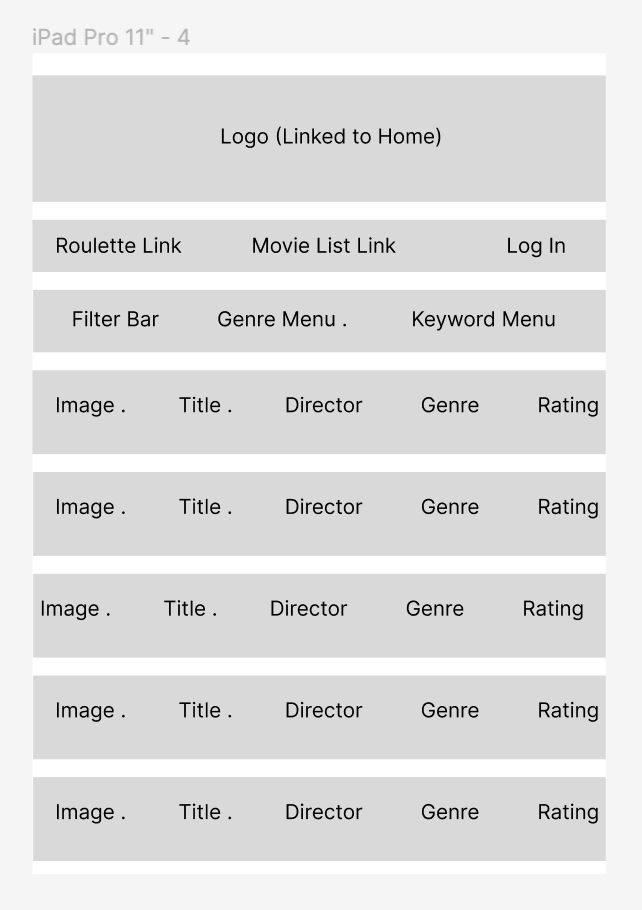 iPad Pro 11" - 4
Logo (Linked to Home)
Roulette Link Movie List Link Log In
Filter Bar Genre Menu . Keyword Menu
Image . Title . Director Genre Rating
Image . Title . Director Genre Rating
Image . Title . Director Genre Rating
Image . Title . Director Genre Rating
Image . Title . Director Genre Rating